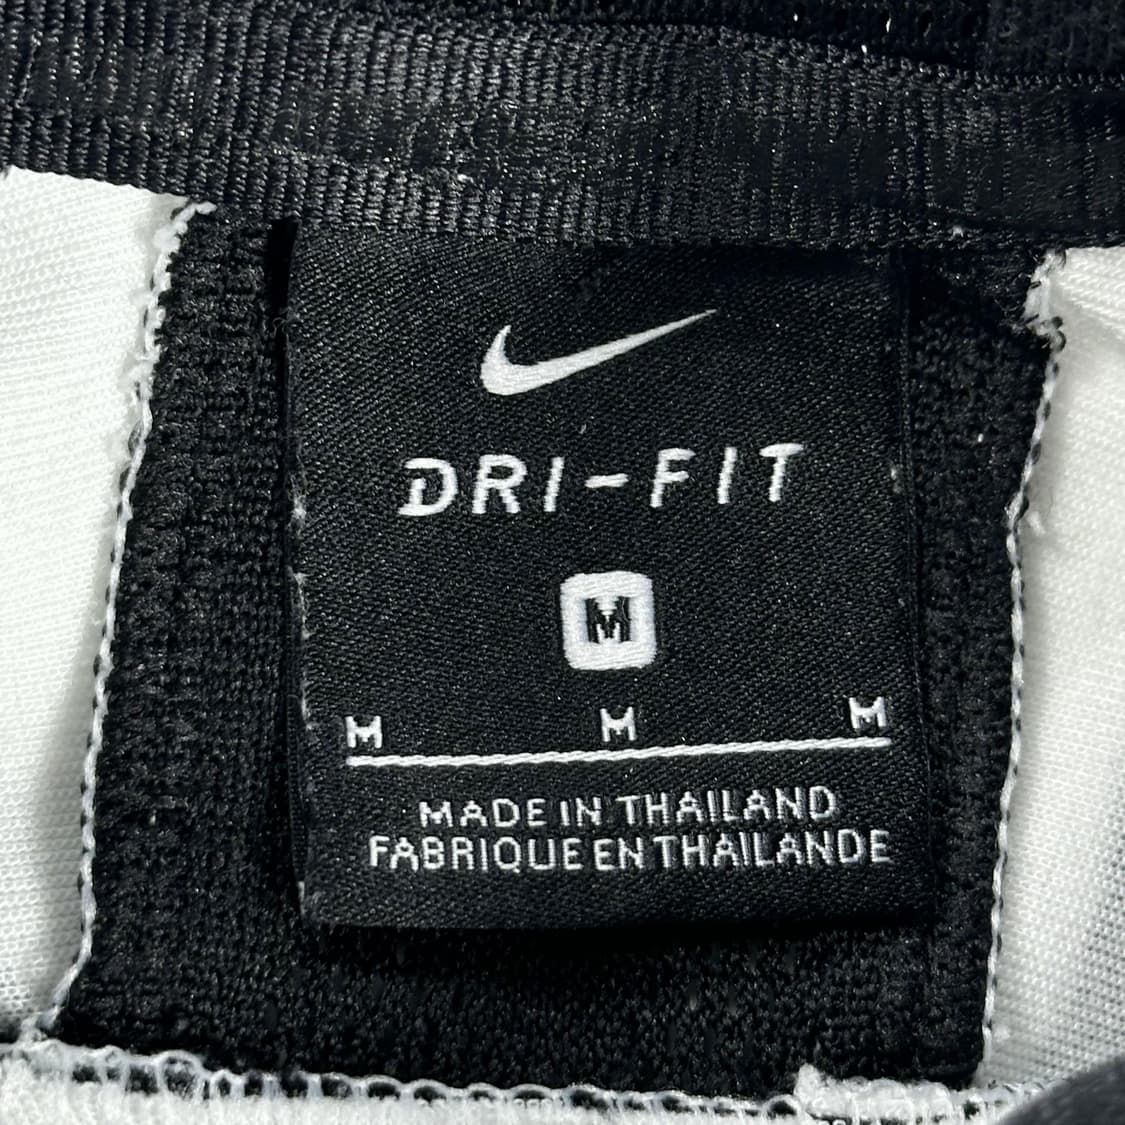 DRI-FIT
M
M M M
MADE IN THAILAND
FABRIQUE EN THAILANDE